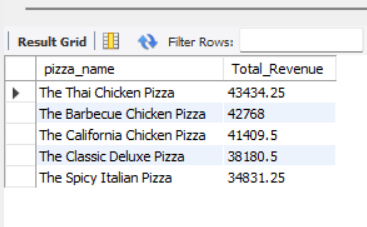 Result Grid Filter Rows:
pizza_name Total_Revenue
The Thai Chicken Pizza 43434.25
The Barbecue Chicken Pizza 42768
The California Chicken Pizza 41409.5
The Classic Deluxe Pizza 38180.5
The Spicy Italian Pizza 34831.25